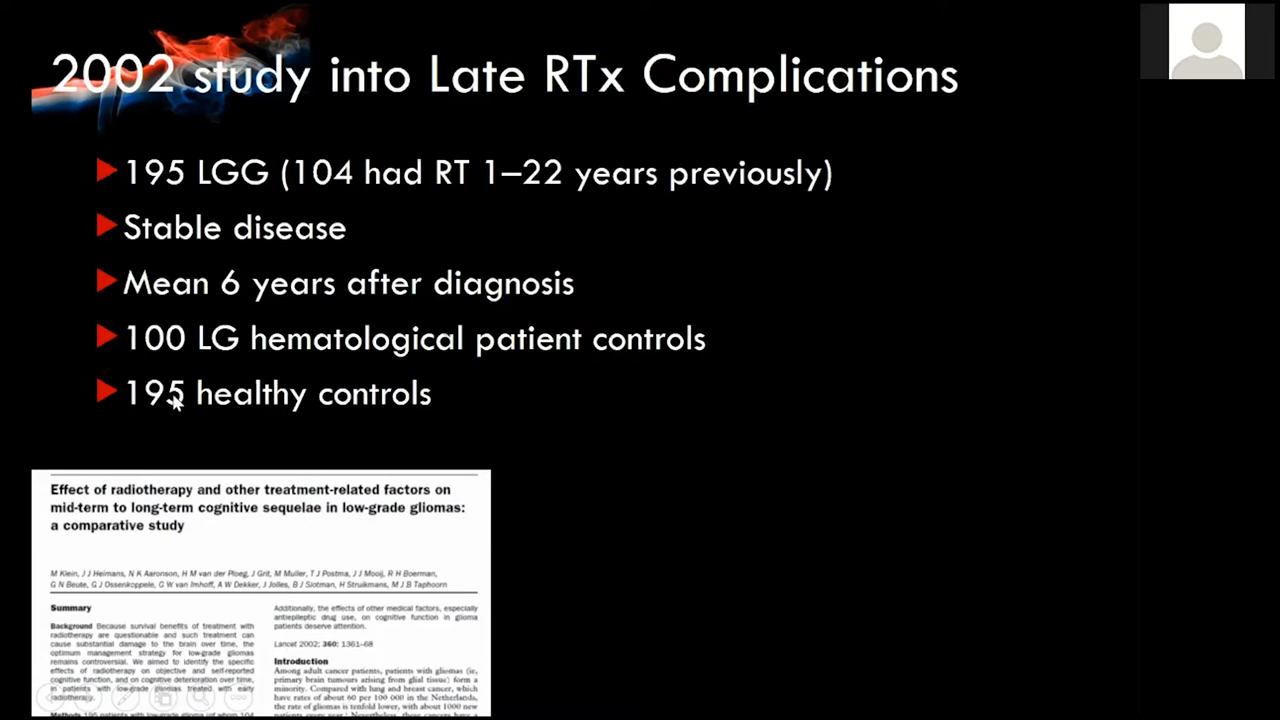 2002 study into Late RTx Complications
195 LGG (104 had RT 1–22 years previously)
Stable disease
Mean 6 years after diagnosis
100 LG hematological patient controls
195 healthy controls
Effect of radiotherapy and other treatment-related factors on
mid-term to long-term cognitive sequelae in low-grade gliomas:
a comparative study
M Klein, J J Heimans, N K Aaronson, H M van der Ploeg, J Grit, M Muller, T J Postma, J J Mooij, R H Boerman,
G N Beute, G J Ossenkoppele, G W van Imhoff, A W Dekker, J Jolles, B J Slotman, H Struikmans, M J B Taphoorn
Summary
Background Because survival benefits of treatment with
radiotherapy are questionable and such treatment can
cause substantial damage to the brain over time, the
optimum management strategy for low-grade gliomas
remains controversial. We aimed to identify the specific
effects of radiotherapy on objective and self-reported
cognitive function, and on cognitive deterioration over time,
in patients with low-grade gliomas treated with early
radiotherapy.
Methods 195 patients with low-grade glioma (of whom 104
Additionally, the effects of other medical factors, especially
antiepileptic drug use, on cognitive function in glioma
patients deserve attention.
Lancet 2002; 360: 1361–68
Introduction
Among adult cancer patients, patients with gliomas (ie,
primary brain tumours arising from glial tissue) form a
minority. Compared with lung and breast cancer, which
have rates of about 60 per 100 000 in the Netherlands,
the rate of gliomas is tenfold lower, with about 1000 new